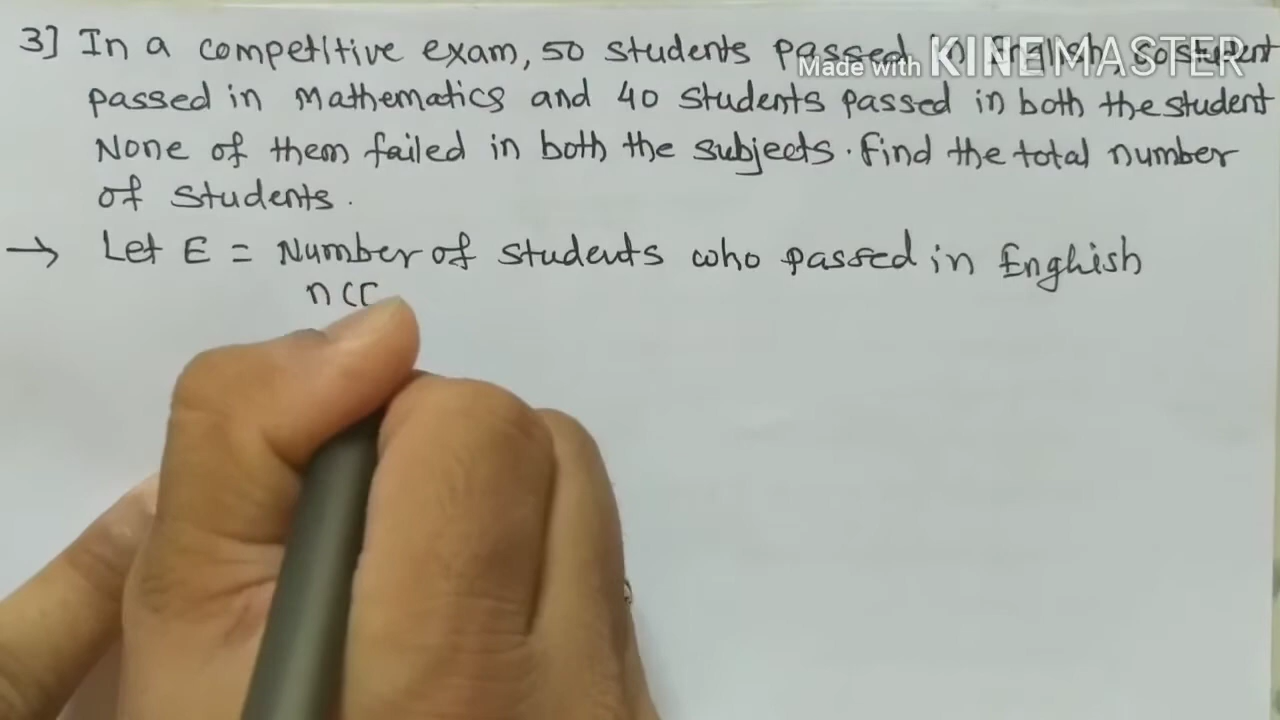 3] In a competitive exam, 50 students passed in English, 60 student
Made with KINEMASTER
passed in Mathematics and 40 students passed in both the student
None of them failed in both the subjects. find the total number
of students.
→ Let E = Number of students who passed in English
n(